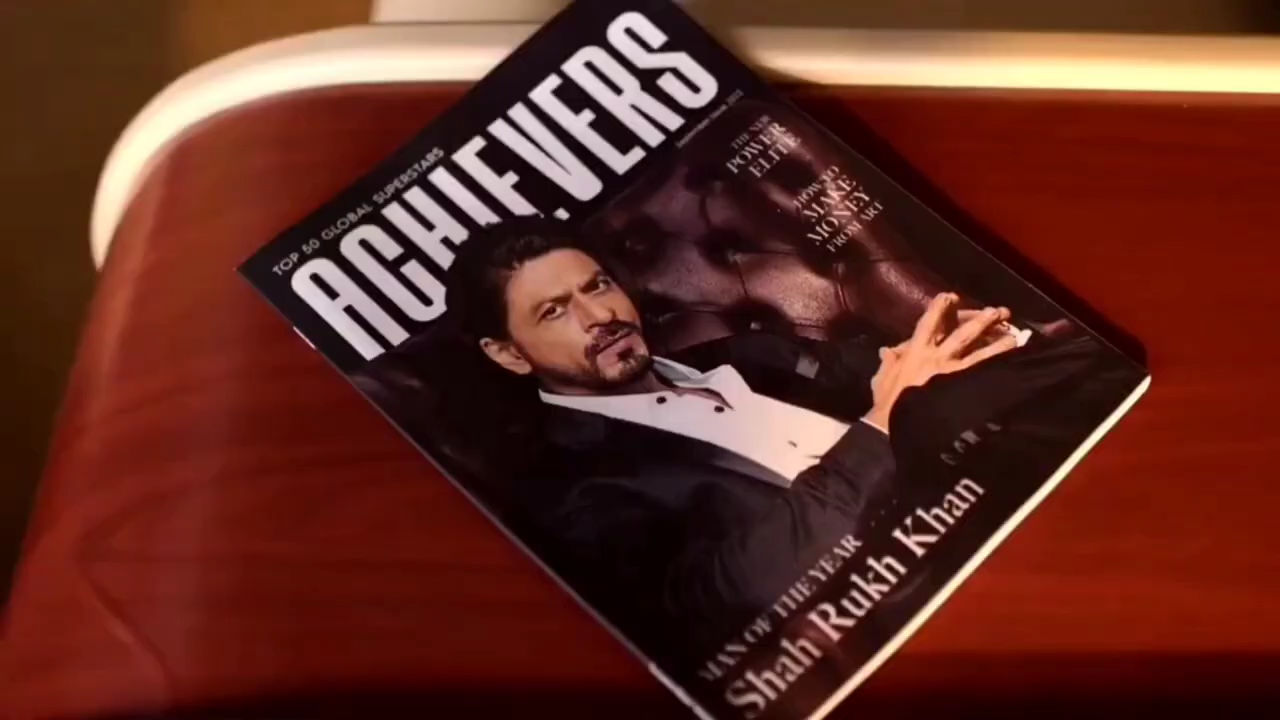 TOP 50 GLOBAL SUPERSTARS
ACHIEVERS
THE NEW
POWER
ELITE
HOW TO
MAKE
MONEY
FROM ART
MAN OF THE YEAR
Shah Rukh Khan